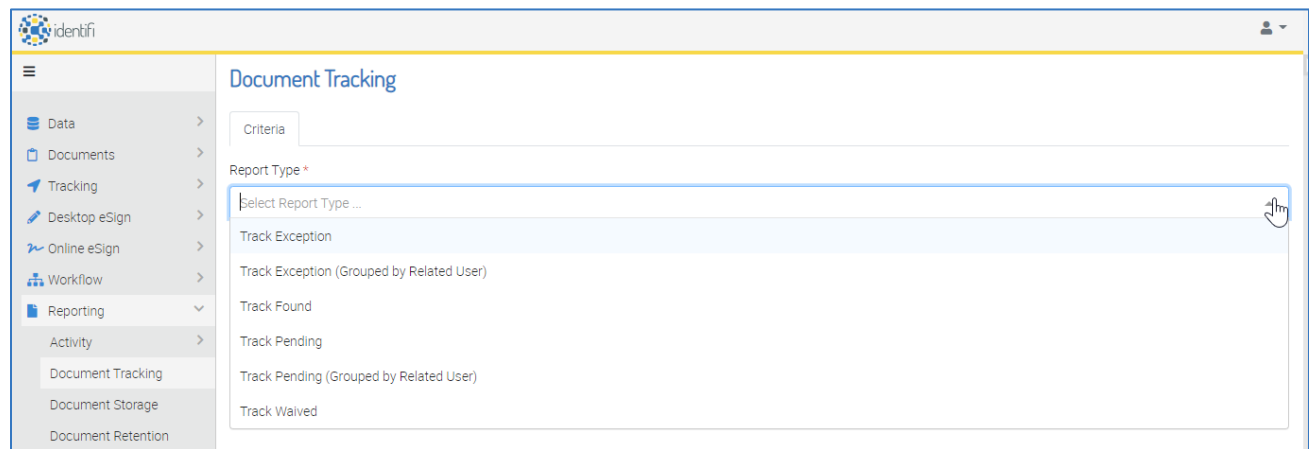 identifi
Document Tracking
Data
Documents
Tracking
Desktop eSign
Online eSign
Workflow
Reporting
Activity
Document Tracking
Document Storage
Document Retention
Criteria
Report Type *
Select Report Type ...
Track Exception
Track Exception (Grouped by Related User)
Track Found
Track Pending
Track Pending (Grouped by Related User)
Track Waived